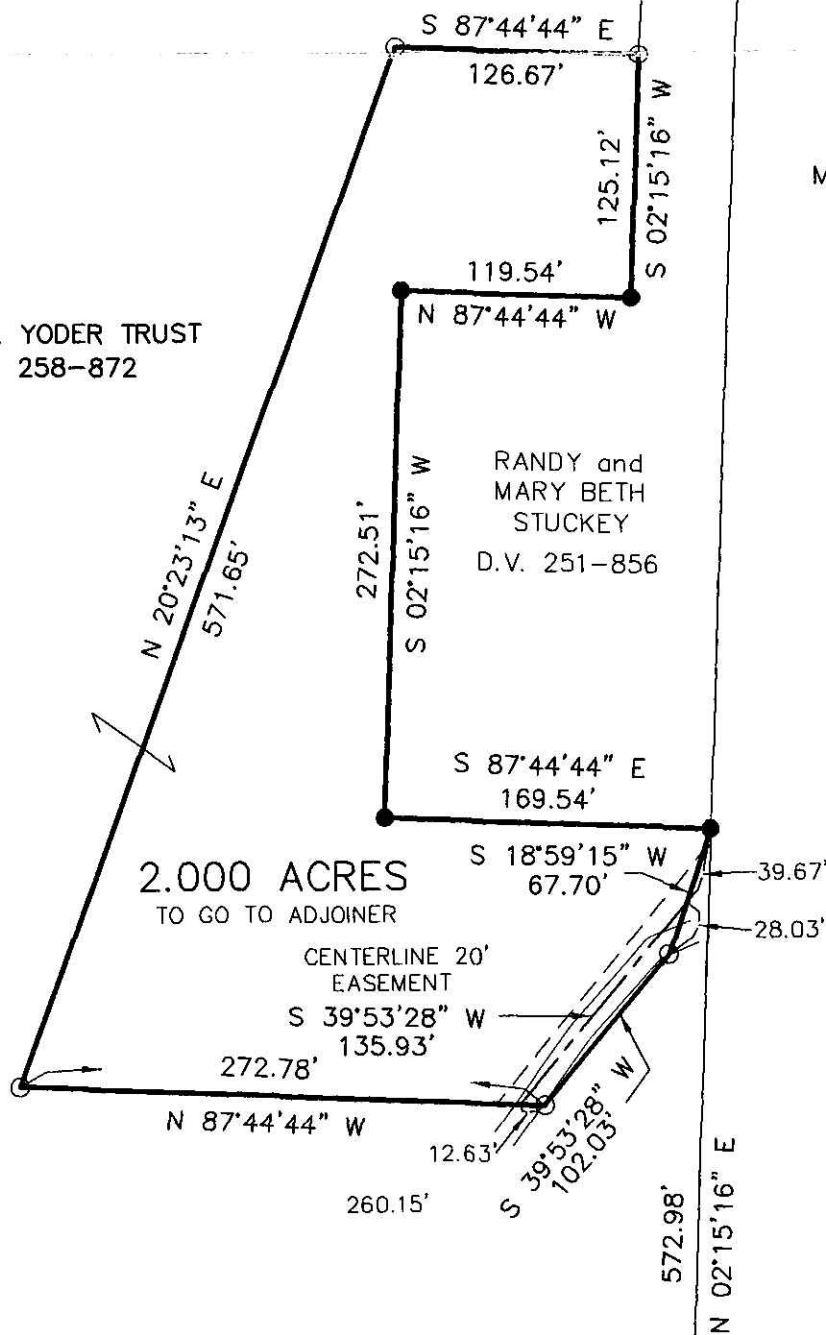 S 87°44'44" E
126.67'
125.12'
S 02°15'16" W
M
119.54'
N 87°44'44" W
YODER TRUST
258-872
RANDY and
MARY BETH
STUCKEY
D.V. 251-856
272.51'
S 02°15'16" W
N 20°23'13" E
571.65'
S 87°44'44" E
169.54'
S 18°59'15" W
67.70'
39.67'
28.03'
2.000 ACRES
TO GO TO ADJOINER
CENTERLINE 20'
EASEMENT
S 39°53'28" W
135.93'
272.78'
N 87°44'44" W
12.63'
S 39°53'28" W
102.03'
260.15'
572.98'
N 02°15'16" E